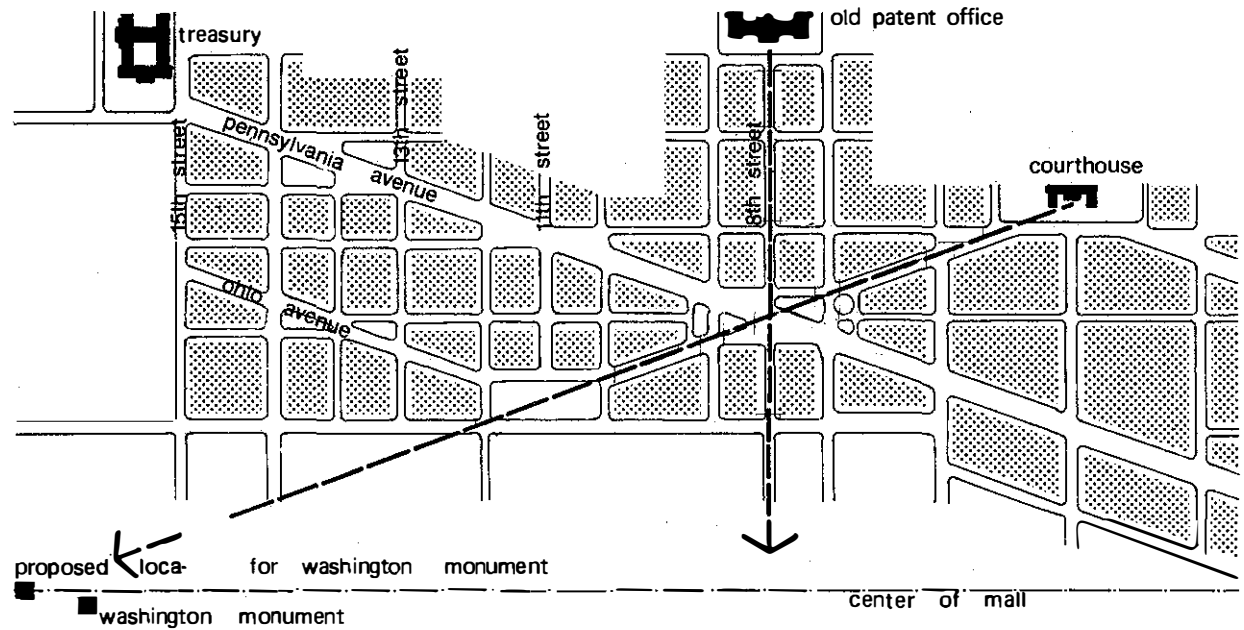 old patent office
treasury
13th street
pennsylvania
avenue
15th street
11th street
8th street
courthouse
ohio
avenue
proposed loca- for washington monument
center of mall
washington monument